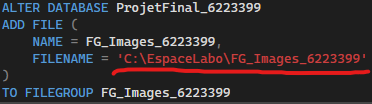 ALTER DATABASE ProjetFinal_6223399
ADD FILE (
    NAME = FG_Images_6223399,
    FILENAME = 'C:\EspaceLabo\FG_Images_6223399'
)
TO FILEGROUP FG_Images_6223399